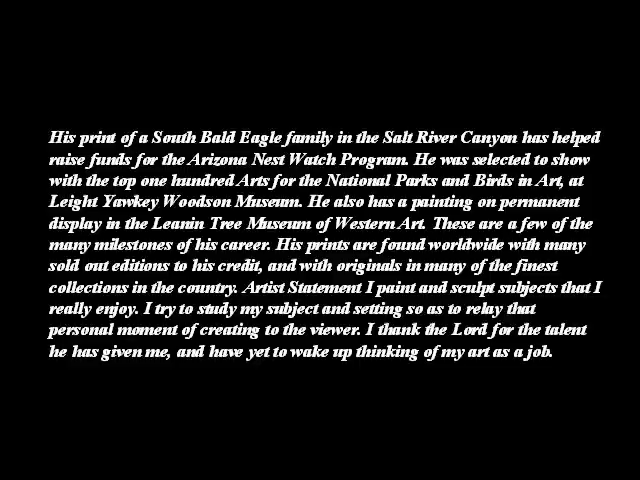 His print of a South Bald Eagle family in the Salt River Canyon has helped
raise funds for the Arizona Nest Watch Program. He was selected to show
with the top one hundred Arts for the National Parks and Birds in Art, at
Leight Yawkey Woodson Museum. He also has a painting on permanent
display in the Leanin Tree Museum of Western Art. These are a few of the
many milestones of his career. His prints are found worldwide with many
sold out editions to his credit, and with originals in many of the finest
collections in the country. Artist Statement I paint and sculpt subjects that I
really enjoy. I try to study my subject and setting so as to relay that
personal moment of creating to the viewer. I thank the Lord for the talent
he has given me, and have yet to wake up thinking of my art as a job.